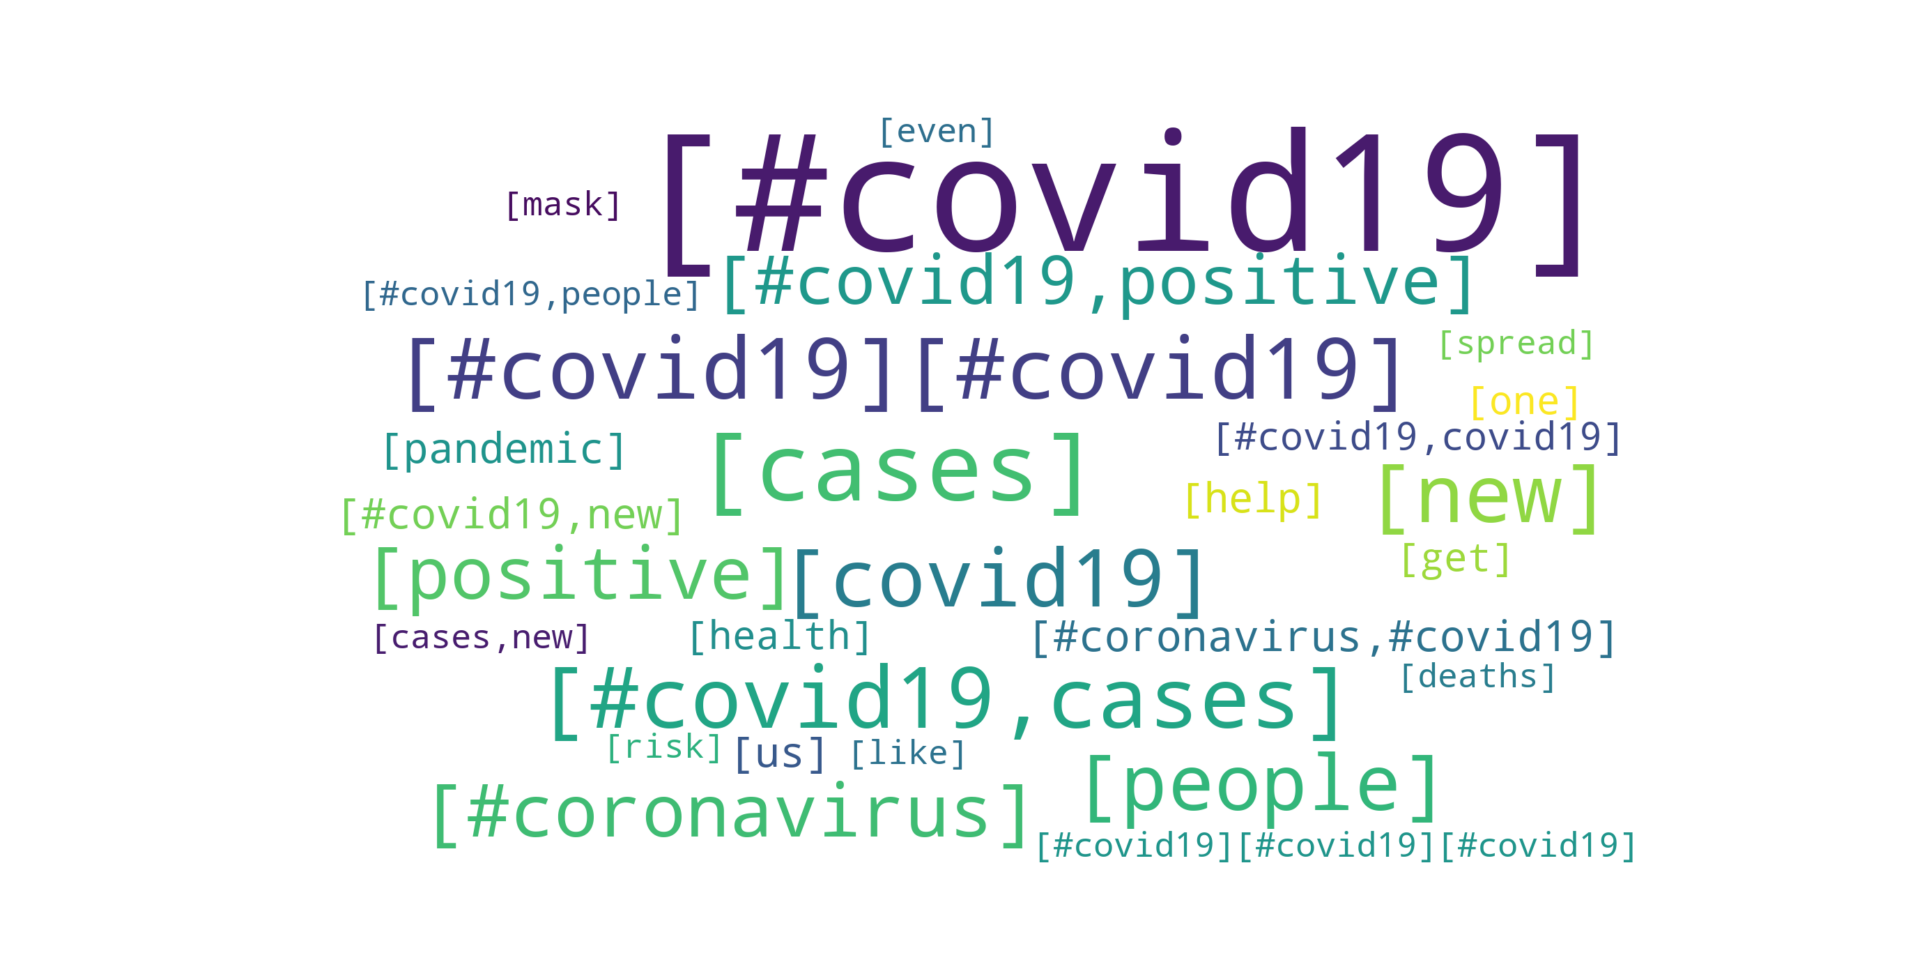 [even]
[#covid19]
[mask]
[#covid19,positive]
[#covid19,people]
[#covid19][#covid19]
[spread]
[one]
[#covid19,covid19]
[pandemic]
[cases]
[help]
[new]
[#covid19,new]
[get]
[positive]
[covid19]
[cases,new]
[health]
[#coronavirus,#covid19]
[#covid19,cases]
[deaths]
[risk]
[us]
[like]
[people]
[#coronavirus]
[#covid19][#covid19][#covid19]